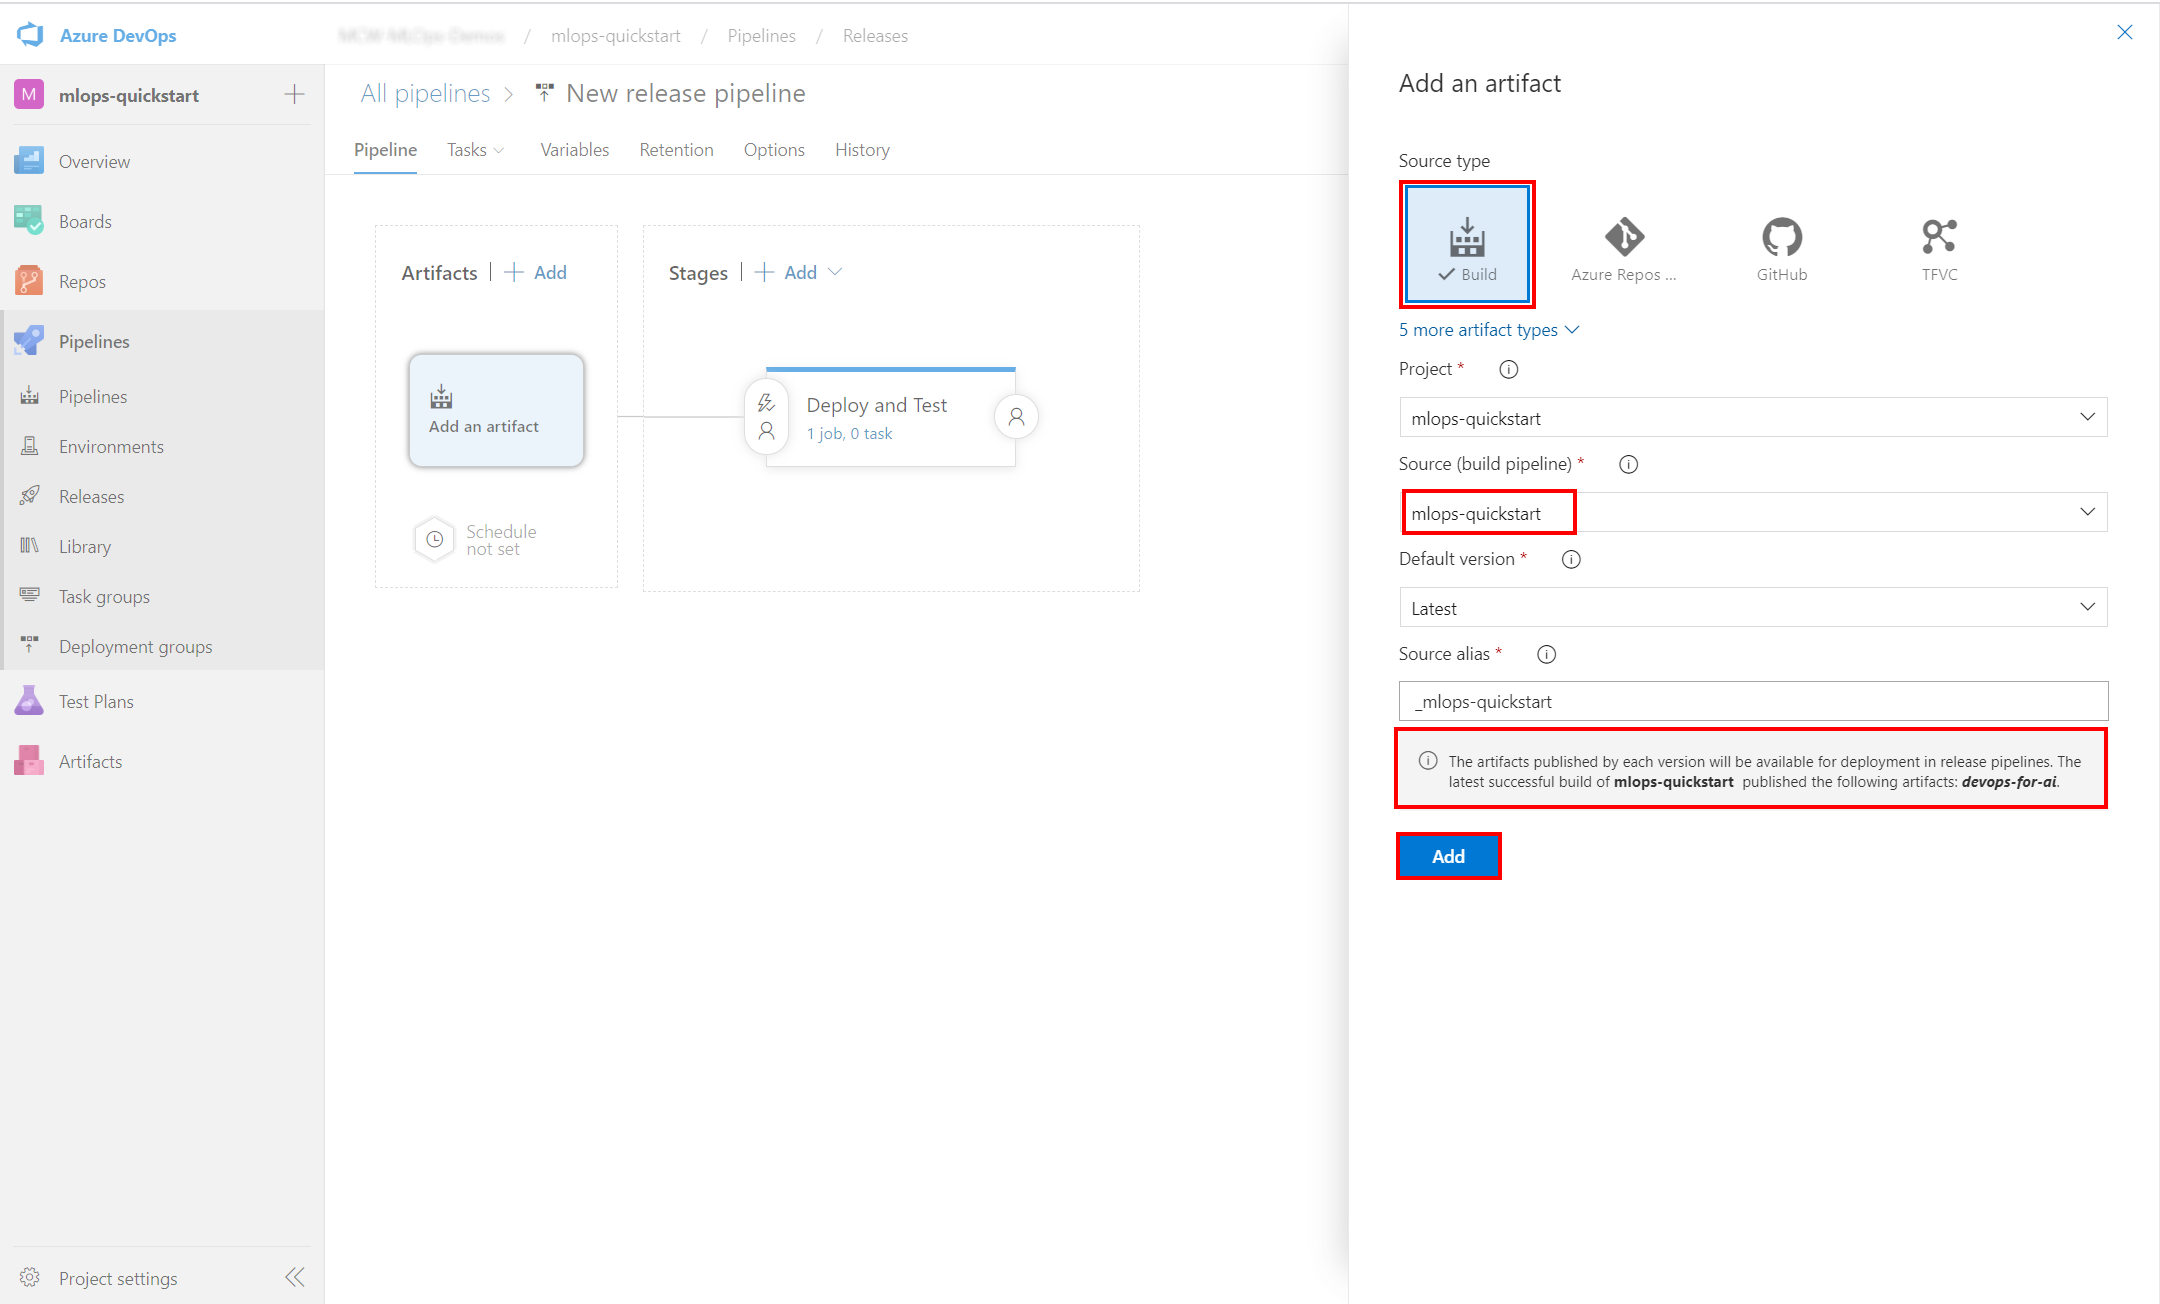 Azure DevOps
/ mlops-quickstart / Pipelines / Releases
M mlops-quickstart
Overview
Boards
Repos
Pipelines
Pipelines
Environments
Releases
Library
Task groups
Deployment groups
Test Plans
Artifacts
Project settings
All pipelines > New release pipeline
Pipeline Tasks Variables Retention Options History
Artifacts | + Add
Add an artifact
Schedule
not set
Stages | + Add
Deploy and Test
1 job, 0 task
Add an artifact
Source type
Build
Azure Repos ...
GitHub
TFVC
5 more artifact types
Project *
mlops-quickstart
Source (build pipeline) *
mlops-quickstart
Default version *
Latest
Source alias *
_mlops-quickstart
The artifacts published by each version will be available for deployment in release pipelines. The
latest successful build of mlops-quickstart published the following artifacts: devops-for-ai.
Add